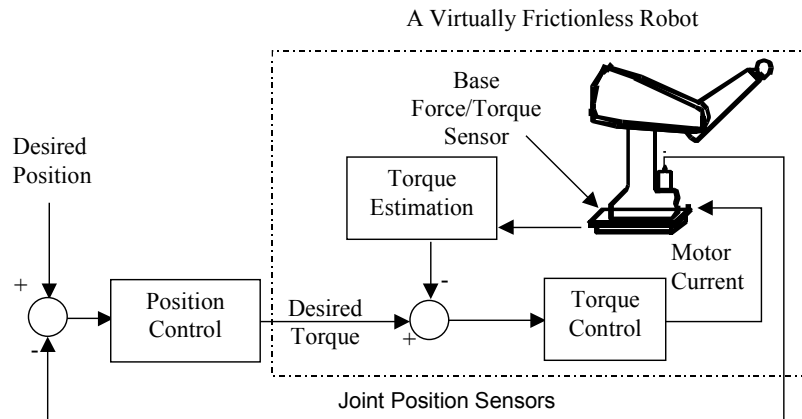 A Virtually Frictionless Robot
Base
Force/Torque
Sensor
Desired
Position
Torque
Estimation
-
Motor
Current
+
Position
Control
Desired
Torque
+
Torque
Control
-
Joint Position Sensors